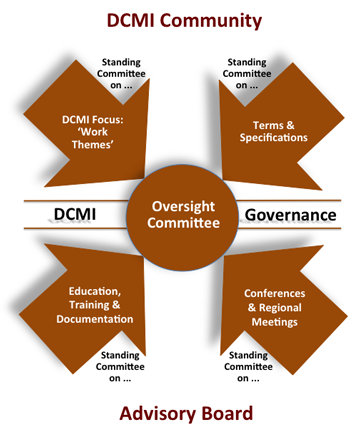 DCMI Community
Standing
Committee
on ...
Standing
Committee
on ...
DCMI Focus:
‘Work
Themes’
Terms &
Specifications
Oversight
Committee
DCMI
Governance
Education,
Training &
Documentation
Conferences
& Regional
Meetings
Standing
Committee
on ...
Standing
Committee
on ...
Advisory Board